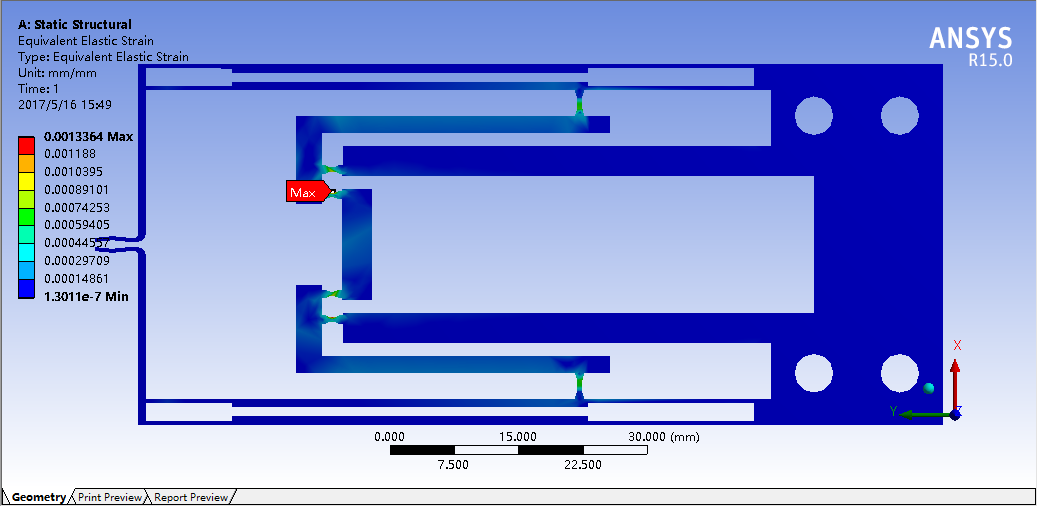 A: Static Structural
Equivalent Elastic Strain
Type: Equivalent Elastic Strain
Unit: mm/mm
Time: 1
2017/5/16 15:49
ANSYS
R15.0
0.0013364 Max
0.001188
0.0010395
0.00089101
0.00074253
0.00059405
0.00044557
0.00029709
0.00014861
1.3011e-7 Min
Max
X
Y
Z
0.000 15.000 30.000 (mm)
7.500 22.500
Geometry Print Preview Report Preview